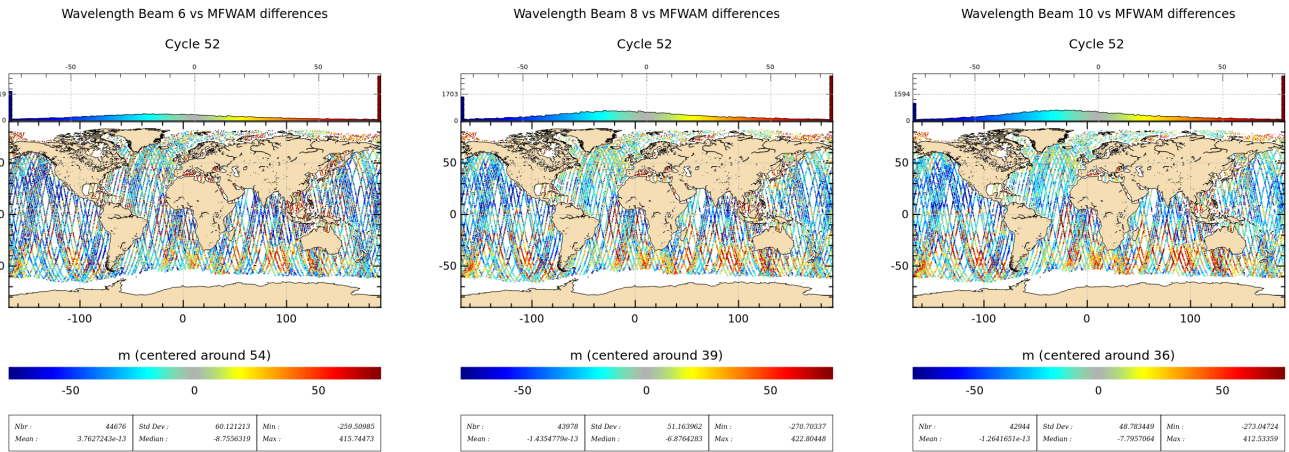 Wavelength Beam 6 vs MFWAM differences
Cycle 52
-50 0 50
0
50
0
-50
-100 0 100
m (centered around 54)
-50 0 50
Nbr : 44676 Std Dev : 60.121213 Min : -259.50985
Mean : 3.7627243e-13 Median : -8.7556319 Max : 415.74473
Wavelength Beam 8 vs MFWAM differences
Cycle 52
-50 0 50
1703
0
50
0
-50
-100 0 100
m (centered around 39)
-50 0 50
Nbr : 43978 Std Dev : 51.163962 Min : -270.70337
Mean : -1.4354779e-13 Median : -6.8764283 Max : 422.80448
Wavelength Beam 10 vs MFWAM differences
Cycle 52
-50 0 50
1594
0
50
0
-50
-100 0 100
m (centered around 36)
-50 0 50
Nbr : 42944 Std Dev : 48.783449 Min : -273.04724
Mean : -1.2641651e-13 Median : -7.7957064 Max : 412.53359